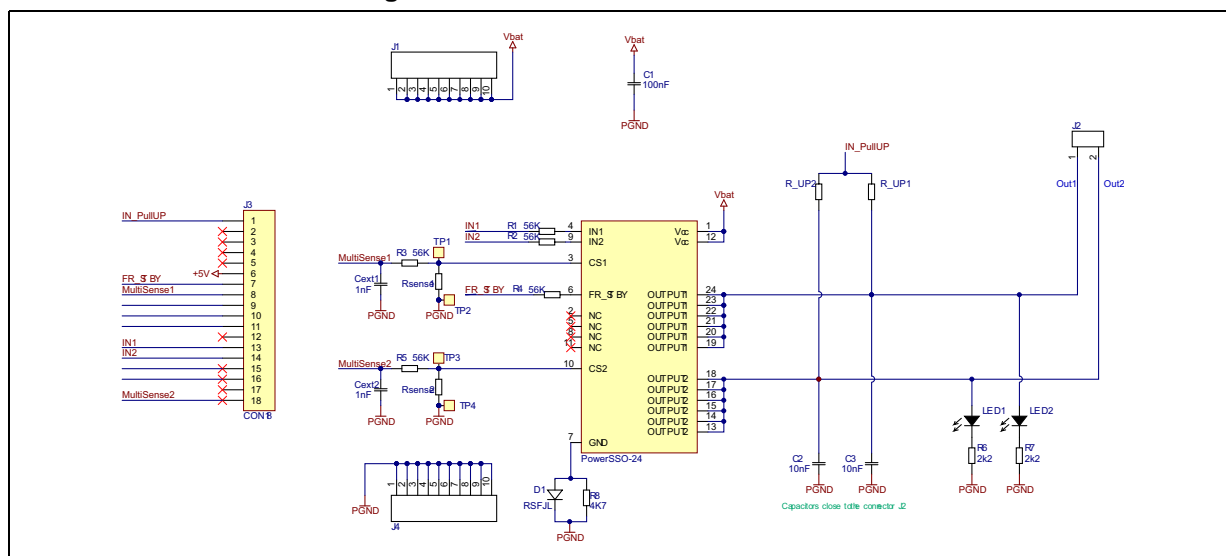 J1
Vbat
1 2 3 4 5 6 7 8 9 10
Vbat
C1
100nF
PGND
PGND
J3
IN_PullUP
1
2
3
4
5
+5V
6
FR_STBY
7
MultiSense1
8
9
10
11
12
IN1
13
IN2
14
15
16
17
MultiSense2
18
CON18
IN1 R1 56K 4 IN1
IN2 R2 56K 9 IN2
TP1
MultiSense1 R3 56K 3 CS1
Cext1
1nF
Rsense1
PGND
PGND
TP2
FR_STBY R4 56K 6 FR_STBY
2 NC
5 NC
8 NC
11 NC
TP3
MultiSense2 R5 56K 10 CS2
Cext2
1nF
Rsense2
PGND
PGND
TP4
7 GND
PowerSSO-24
Vbat
Vcc 1
Vcc 12
OUTPUT1 24
OUTPUT1 23
OUTPUT1 22
OUTPUT1 21
OUTPUT1 20
OUTPUT1 19
OUTPUT2 18
OUTPUT2 17
OUTPUT2 16
OUTPUT2 15
OUTPUT2 14
OUTPUT2 13
D1
RSFJL
R8
4K7
PGND
PGND
1 2 3 4 5 6 7 8 9 10
J4
IN_PullUP
R_UP2
R_UP1
J2
1
2
Out1
Out2
C2
10nF
C3
10nF
PGND
PGND
Capacitors close to the connector J2
LED1
LED2
R6
2k2
R7
2k2
PGND
PGND